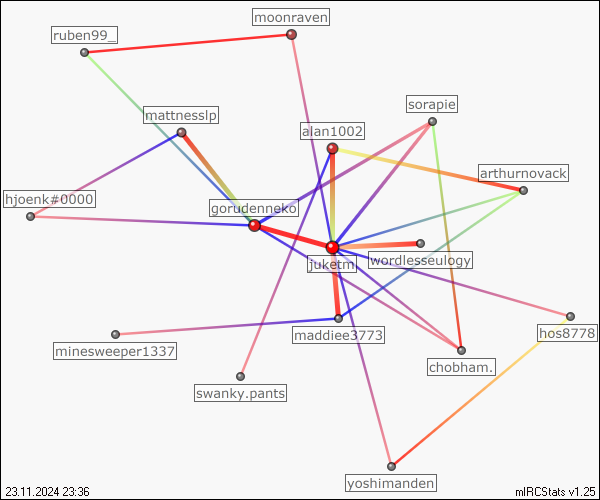 moonraven
ruben99_
sorapie
mattnesslp
alan1002
arthurnovack
hjoenk#0000
gorudenneko
juketm
wordlesseulogy
maddiee3773
hos8778
minesweeper1337
chobham.
swanky.pants
yoshimanden
23.11.2024 23:36
mIRCStats v1.25